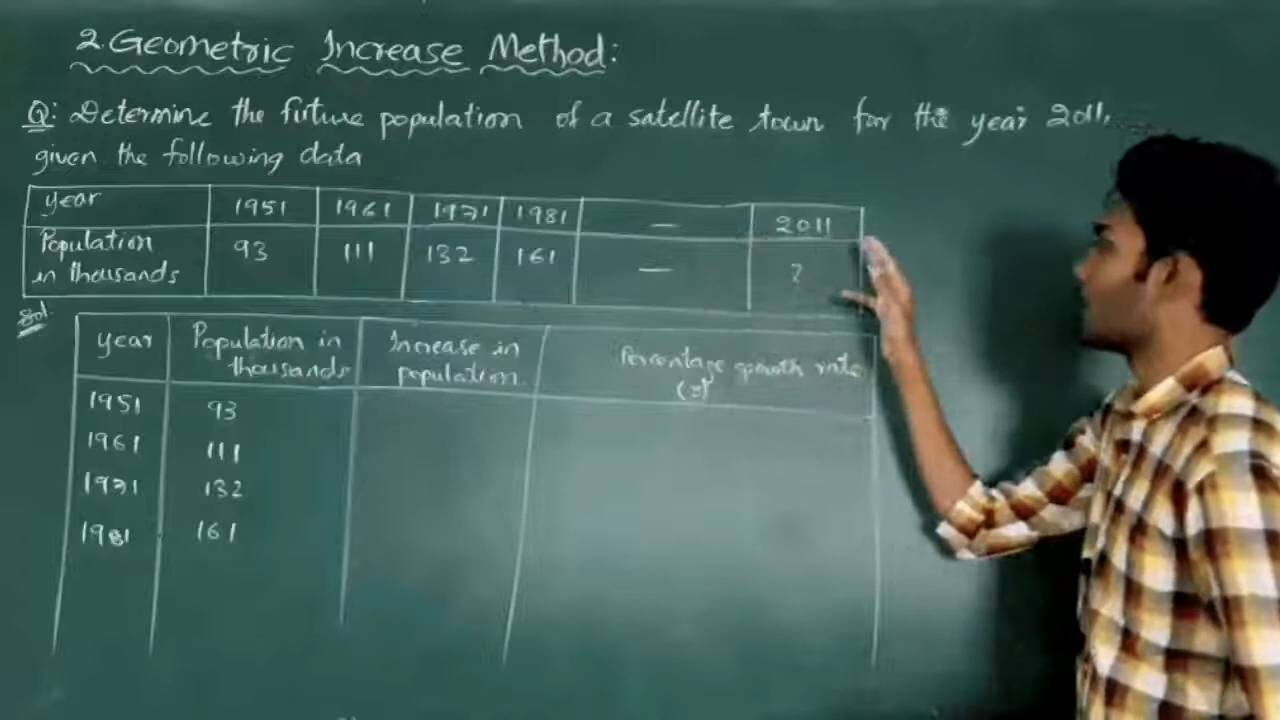 2. Geometric Increase Method:
Q: Determine the future population of a satellite town for the year 2011,
given the following data
year 1951 1961 1971 1981 — 2011
Population in thousands 93 111 132 161 — ?
Sol.
year Population in thousands Increase in population Percentage growth rate (r)
1951 93
1961 111
1971 132
1981 161